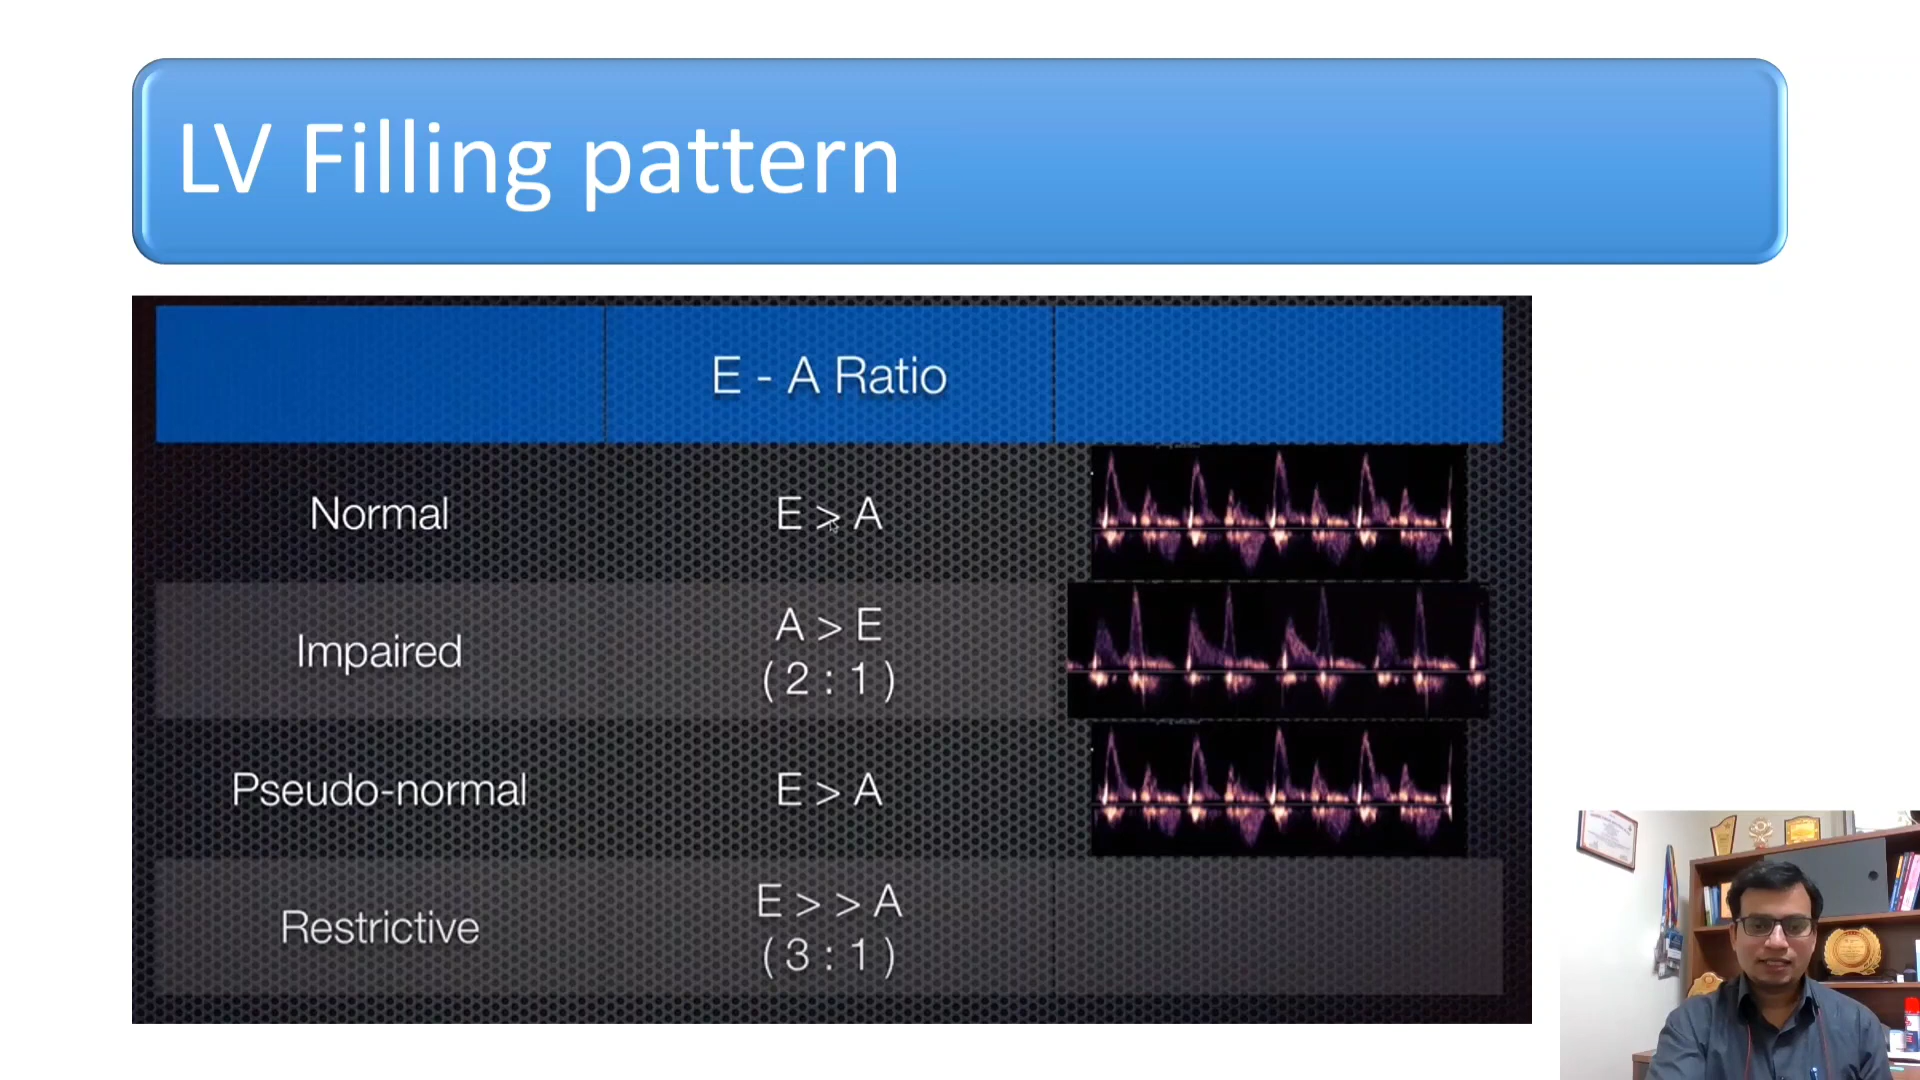 LV Filling pattern
E - A Ratio
Normal
E > A
Impaired
A > E
( 2 : 1 )
Pseudo-normal
E > A
Restrictive
E > > A
( 3 : 1 )